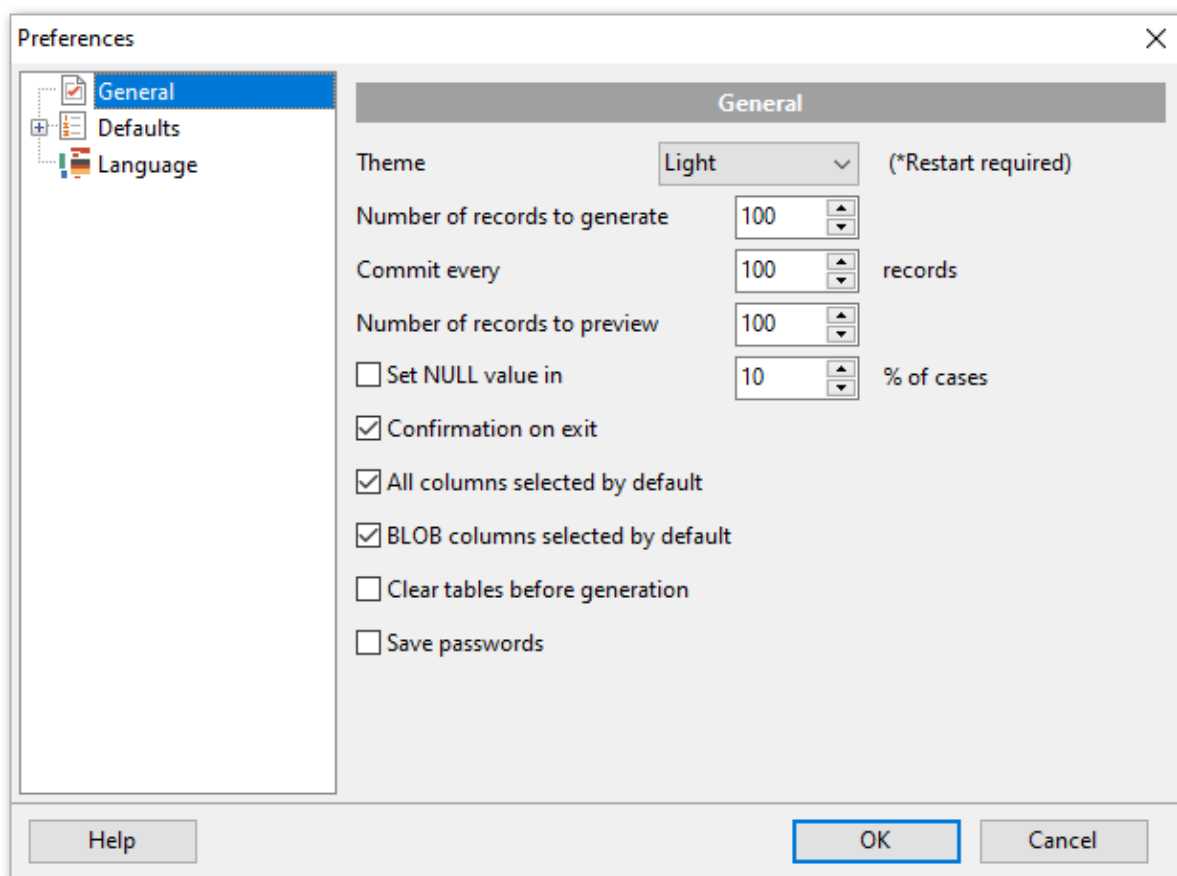 Preferences
General
Defaults
Language
General
Theme Light (*Restart required)
Number of records to generate 100
Commit every 100 records
Number of records to preview 100
Set NULL value in 10 % of cases
Confirmation on exit
All columns selected by default
BLOB columns selected by default
Clear tables before generation
Save passwords
Help OK Cancel